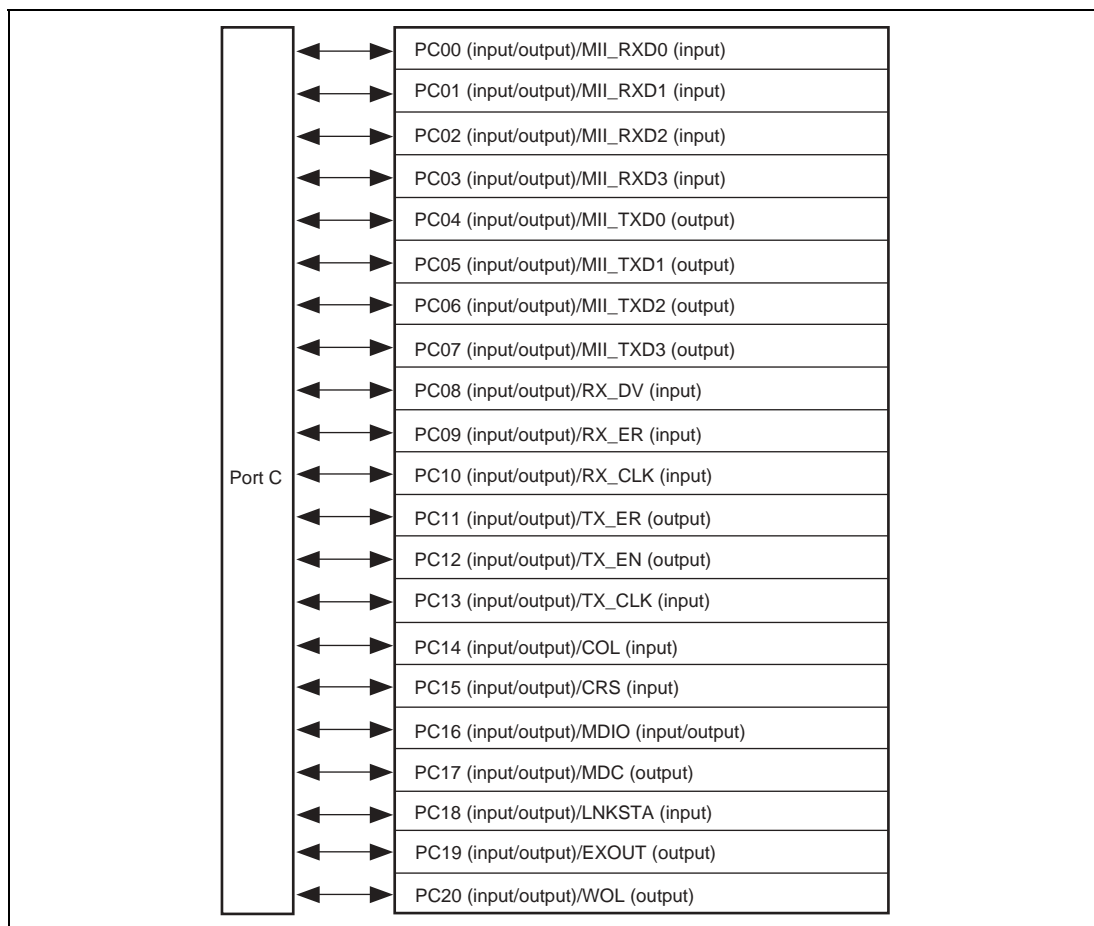 PC00 (input/output)/MII_RXD0 (input)
PC01 (input/output)/MII_RXD1 (input)
PC02 (input/output)/MII_RXD2 (input)
PC03 (input/output)/MII_RXD3 (input)
PC04 (input/output)/MII_TXD0 (output)
PC05 (input/output)/MII_TXD1 (output)
PC06 (input/output)/MII_TXD2 (output)
PC07 (input/output)/MII_TXD3 (output)
PC08 (input/output)/RX_DV (input)
PC09 (input/output)/RX_ER (input)
Port C
PC10 (input/output)/RX_CLK (input)
PC11 (input/output)/TX_ER (output)
PC12 (input/output)/TX_EN (output)
PC13 (input/output)/TX_CLK (input)
PC14 (input/output)/COL (input)
PC15 (input/output)/CRS (input)
PC16 (input/output)/MDIO (input/output)
PC17 (input/output)/MDC (output)
PC18 (input/output)/LNKSTA (input)
PC19 (input/output)/EXOUT (output)
PC20 (input/output)/WOL (output)